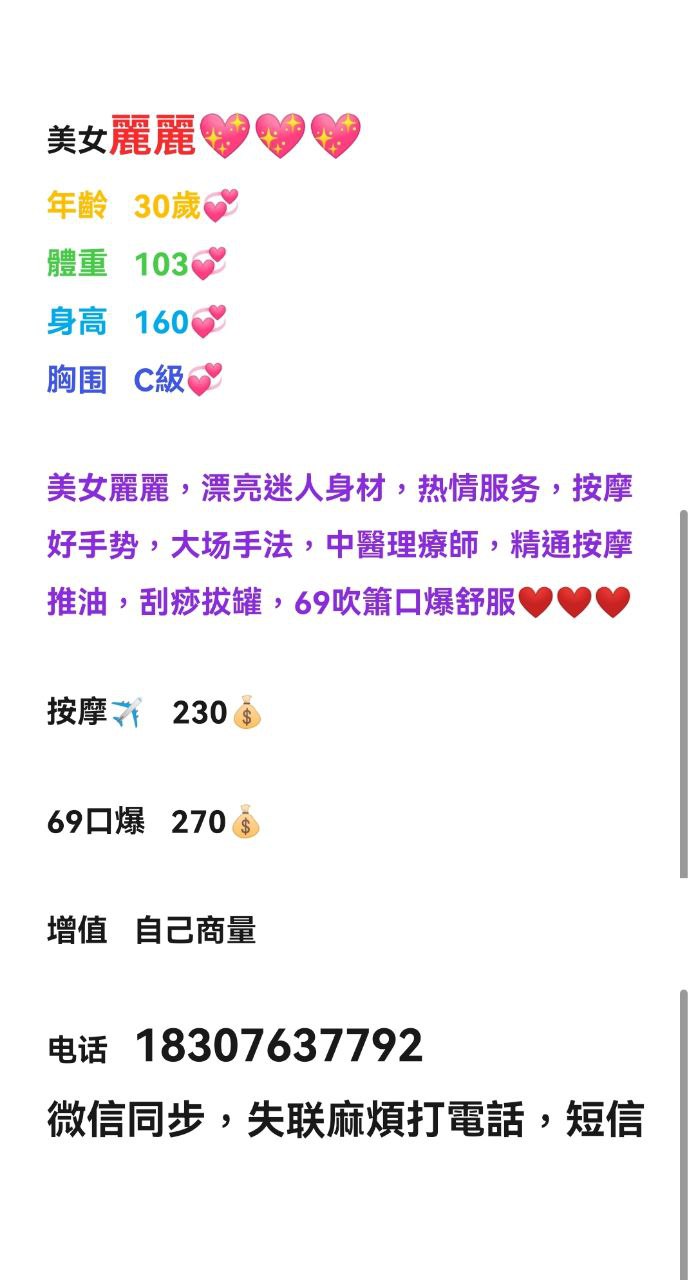 美女麗麗💖💖💖
年齡 30歲💞
體重 103💞
身高 160💞
胸围 C級💞
美女麗麗，漂亮迷人身材，热情服务，按摩
好手势，大场手法，中醫理療師，精通按摩
推油，刮痧拔罐，69吹簫口爆舒服❤️❤️❤️
按摩✈️ 230💰
69口爆 270💰
增值 自己商量
电话 18307637792
微信同步，失联麻煩打電話，短信